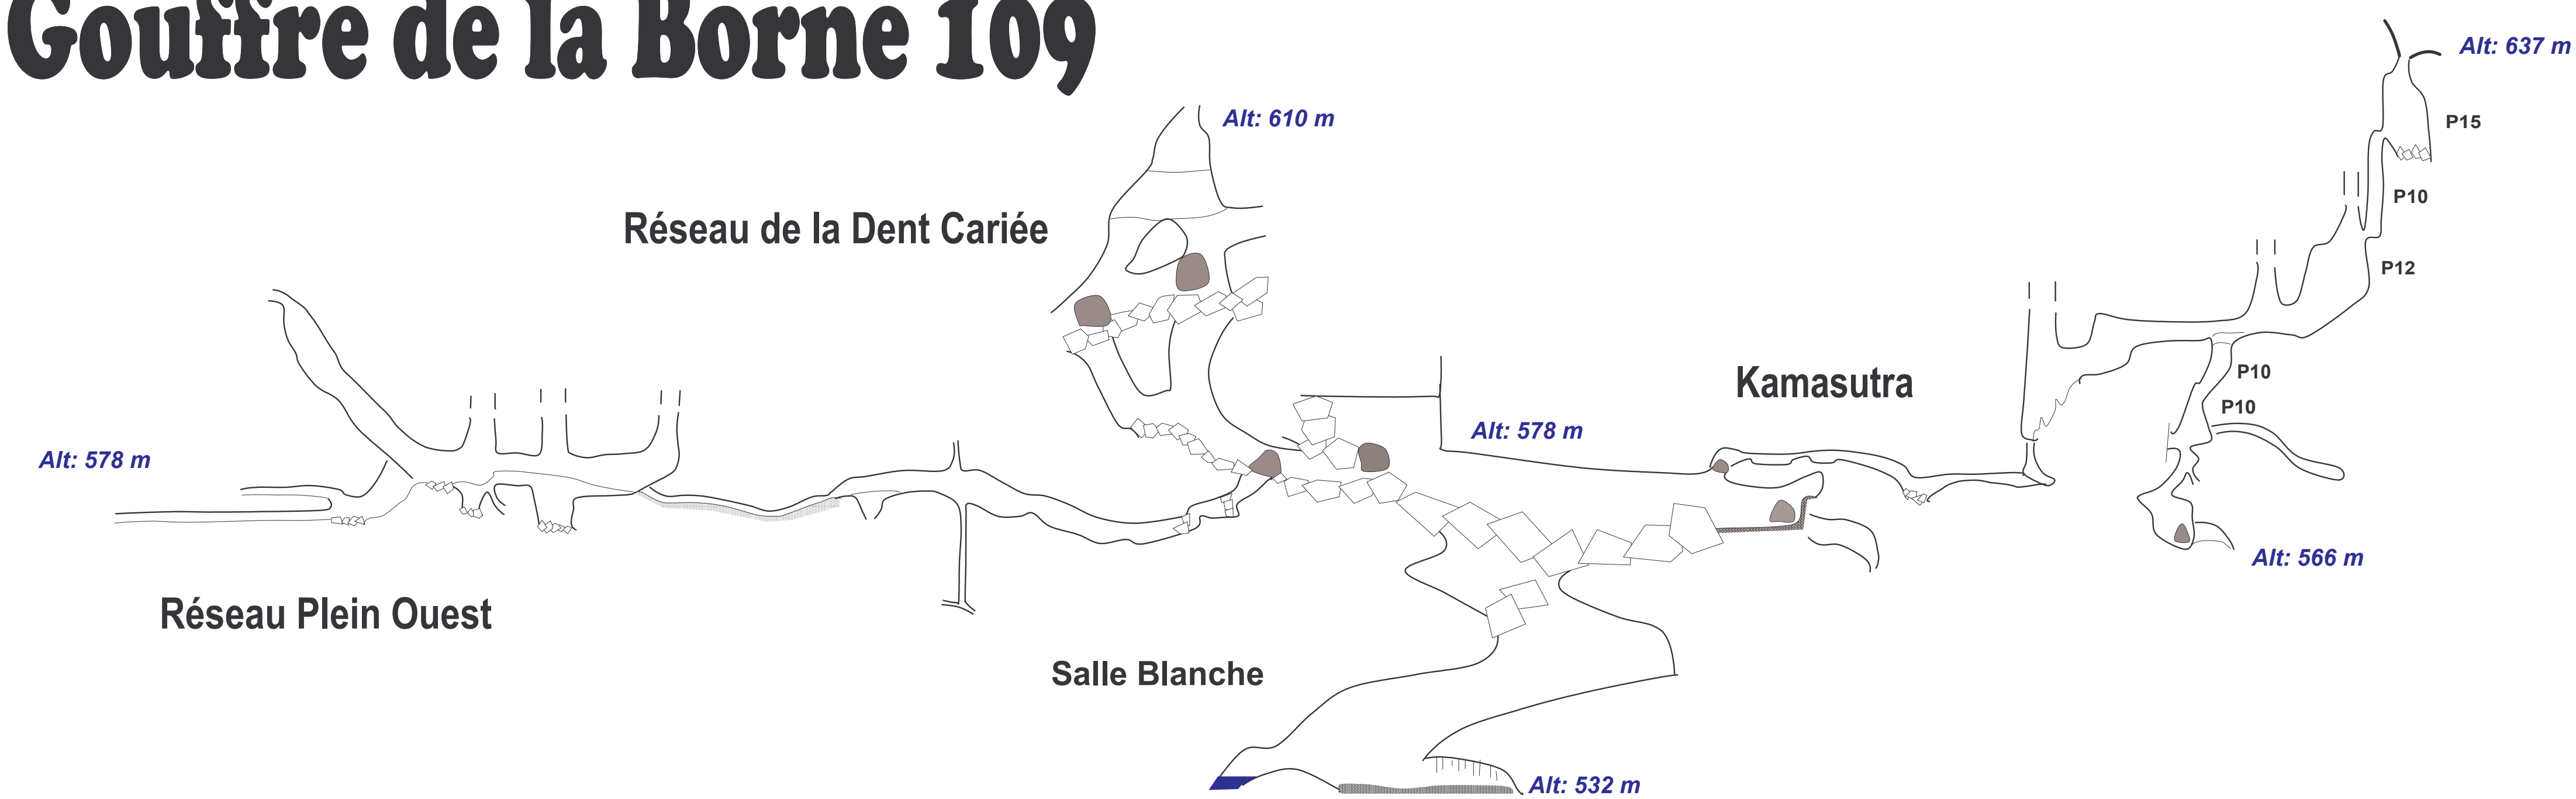 Gouffre de la Borne 109
Alt: 637 m
Alt: 610 m
P15
P10
Réseau de la Dent Cariée
P12
P10
Kamasutra
P10
Alt: 578 m
Alt: 578 m
Alt: 566 m
Réseau Plein Ouest
Salle Blanche
Alt: 532 m